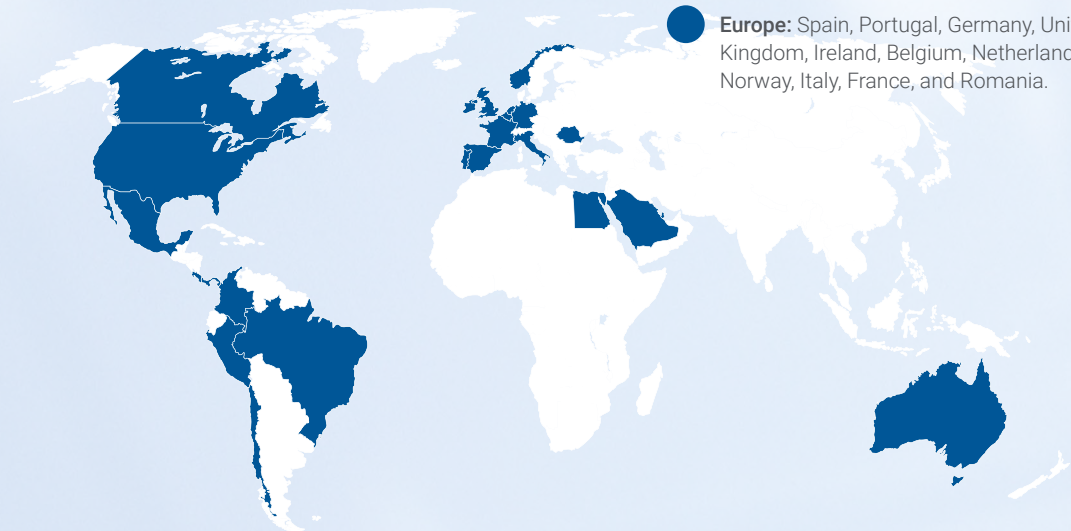 Europe: Spain, Portugal, Germany, Uni
Kingdom, Ireland, Belgium, Netherland
Norway, Italy, France, and Romania.